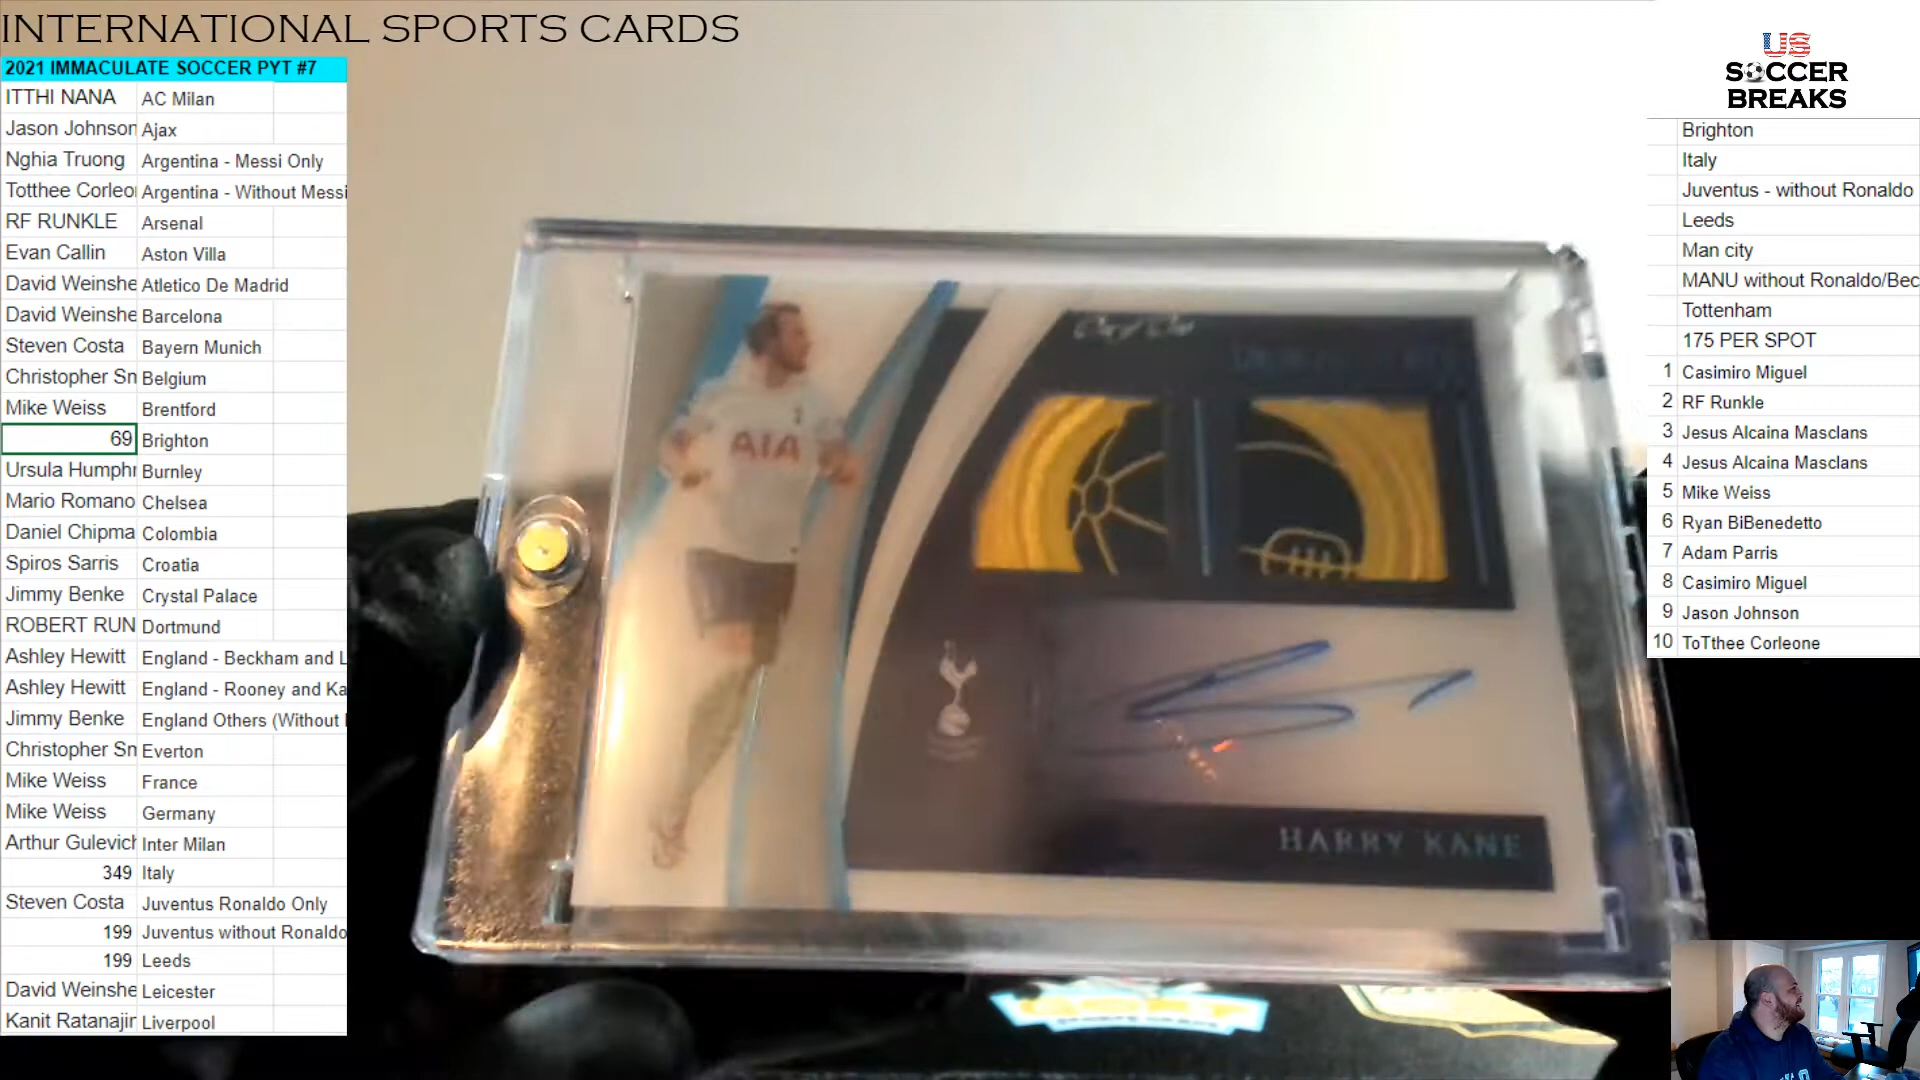 INTERNATIONAL SPORTS CARDS
2021 IMMACULATE SOCCER PYT #7
ITTHI NANA AC Milan
Jason Johnson Ajax
Nghia Truong Argentina - Messi Only
Totthee Corleo Argentina - Without Messi
RF RUNKLE Arsenal
Evan Callin Aston Villa
David Weinshe Atletico De Madrid
David Weinshe Barcelona
Steven Costa Bayern Munich
Christopher Sn Belgium
Mike Weiss Brentford
69 Brighton
Ursula Humphr Burnley
Mario Romano Chelsea
Daniel Chipma Colombia
Spiros Sarris Croatia
Jimmy Benke Crystal Palace
ROBERT RUN Dortmund
Ashley Hewitt England - Beckham and L
Ashley Hewitt England - Rooney and Ka
Jimmy Benke England Others (Without
Christopher Sn Everton
Mike Weiss France
Mike Weiss Germany
Arthur Gulevich Inter Milan
349 Italy
Steven Costa Juventus Ronaldo Only
199 Juventus without Ronaldo
199 Leeds
David Weinshe Leicester
Kanit Ratanajir Liverpool
One of One
AIA
HARRY KANE
US
SOCCER
BREAKS
Brighton
Italy
Juventus - without Ronaldo
Leeds
Man city
MANU without Ronaldo/Bec
Tottenham
175 PER SPOT
1 Casimiro Miguel
2 RF Runkle
3 Jesus Alcaina Masclans
4 Jesus Alcaina Masclans
5 Mike Weiss
6 Ryan BiBenedetto
7 Adam Parris
8 Casimiro Miguel
9 Jason Johnson
10 ToTthee Corleone